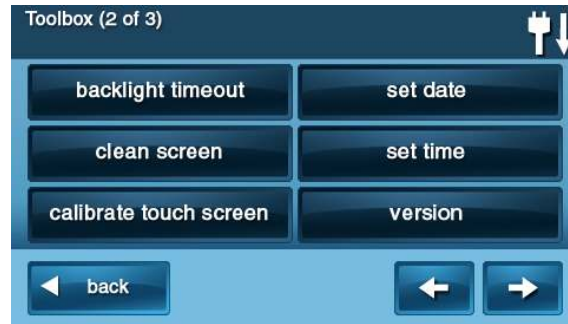 Toolbox (2 of 3)
backlight timeout
set date
clean screen
set time
calibrate touch screen
version
back